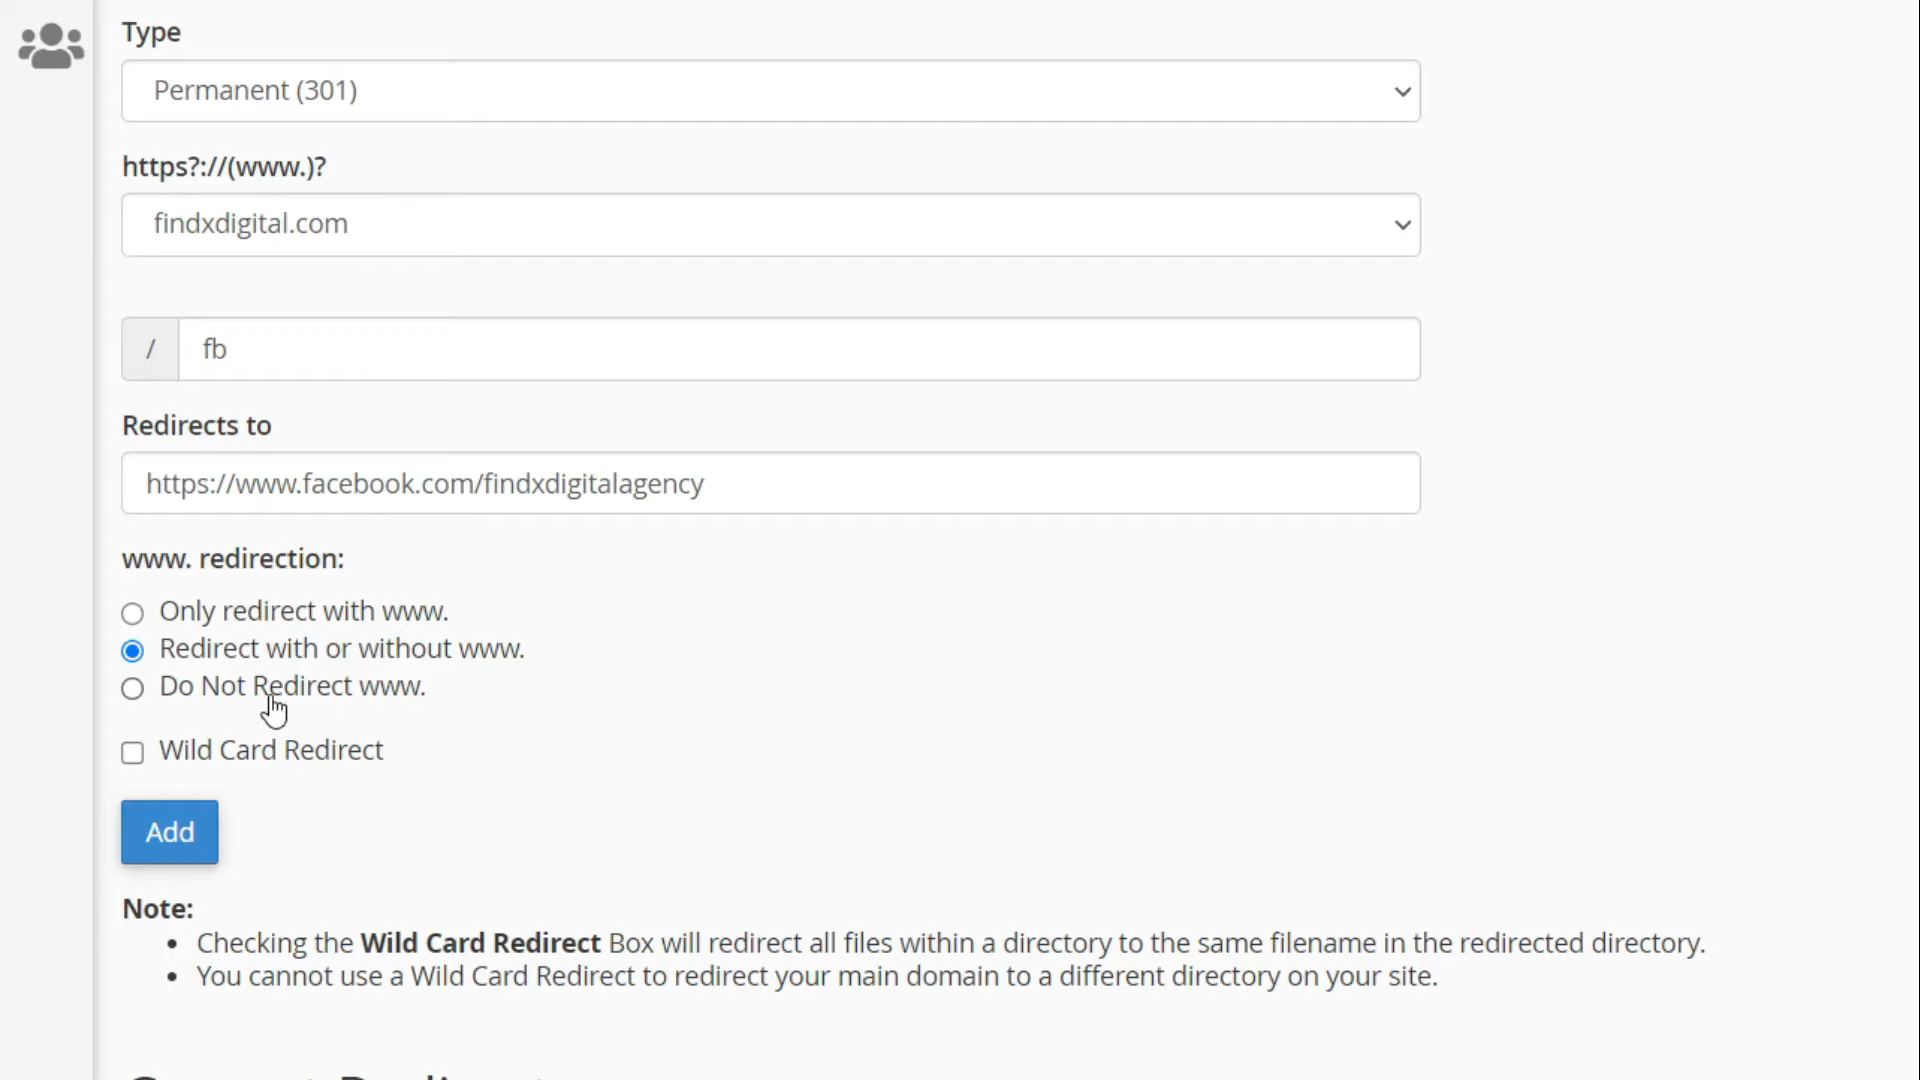 Type
Permanent (301)
https?://(www.)?
findxdigital.com
/ fb
Redirects to
https://www.facebook.com/findxdigitalagency
www. redirection:
Only redirect with www.
Redirect with or without www.
Do Not Redirect www.
Wild Card Redirect
Add
Note:
• Checking the Wild Card Redirect Box will redirect all files within a directory to the same filename in the redirected directory.
• You cannot use a Wild Card Redirect to redirect your main domain to a different directory on your site.